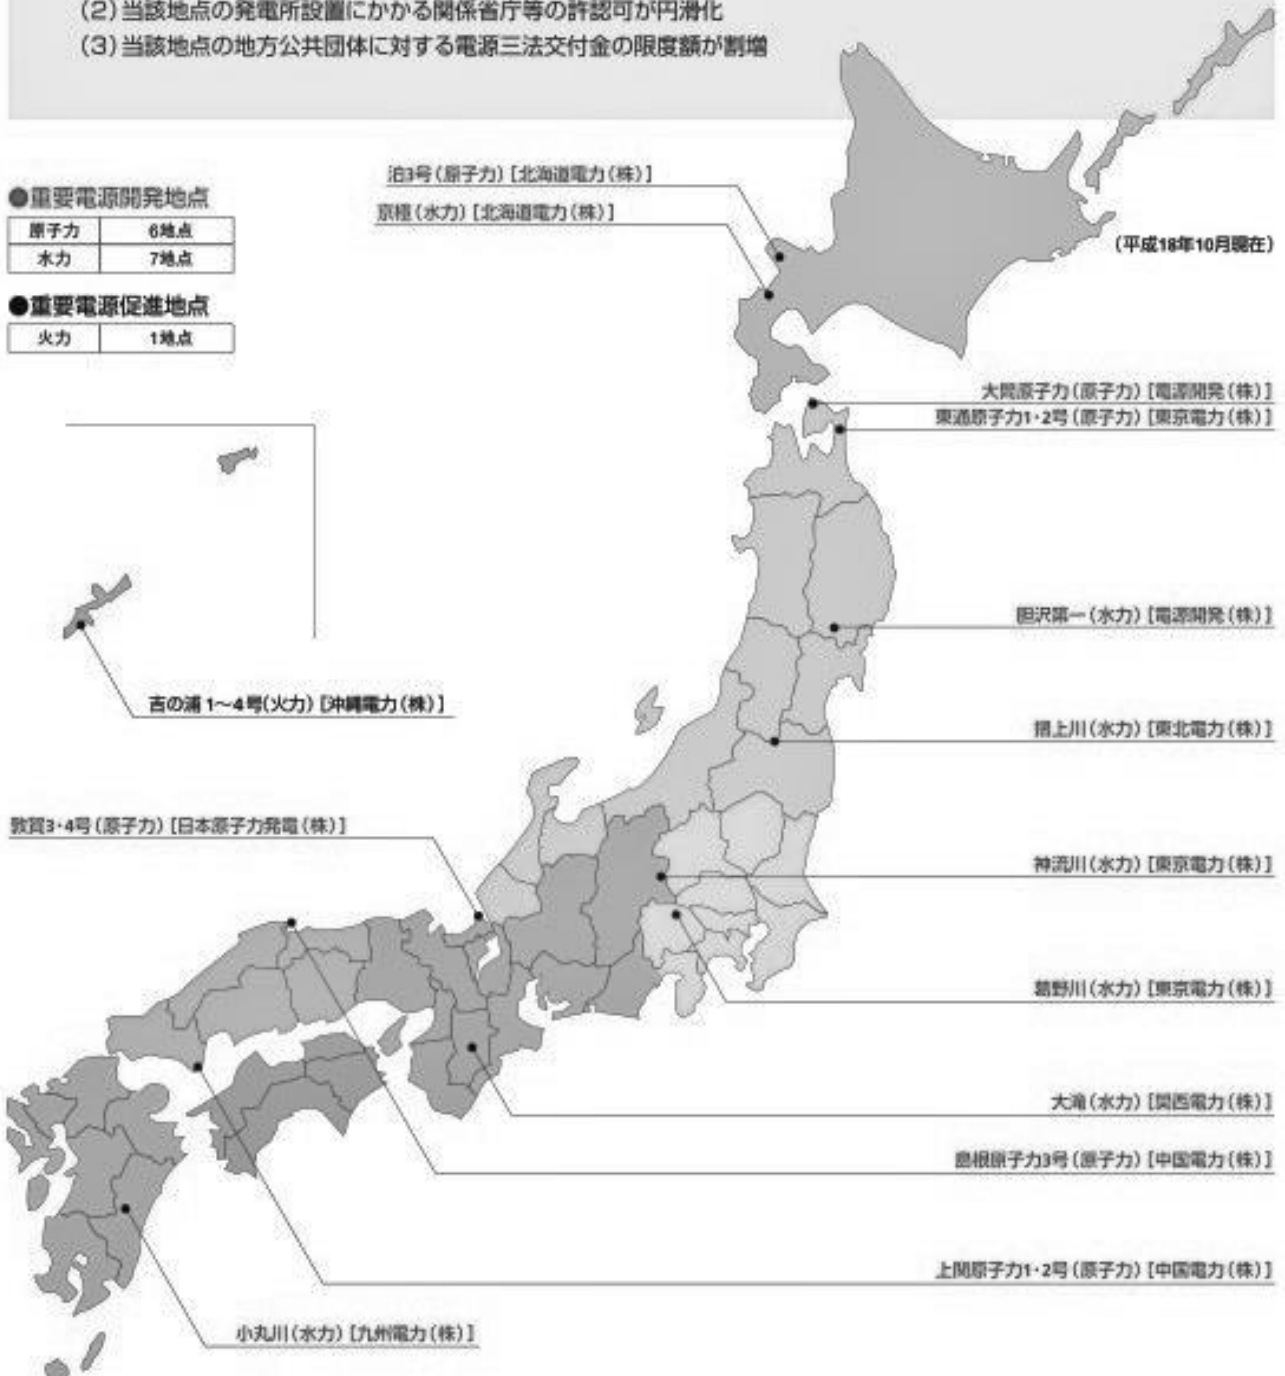 (2)当該地点の発電所設置にかかる関係省庁等の許認可が円滑化
(3)当該地点の地方公共団体に対する電源三法交付金の限度額が割増
●重要電源開発地点
原子力 6地点
水力 7地点
●重要電源促進地点
火力 1地点
泊3号(原子力)[北海道電力(株)]
京極(水力)[北海道電力(株)]
(平成18年10月現在)
大間原子力(原子力)[電源開発(株)]
東通原子力1・2号(原子力)[東京電力(株)]
胆沢第一(水力)[電源開発(株)]
吉の浦1〜4号(火力)[沖縄電力(株)]
摺上川(水力)[東北電力(株)]
敦賀3・4号(原子力)[日本原子力発電(株)]
神流川(水力)[東京電力(株)]
葛野川(水力)[東京電力(株)]
大滝(水力)[関西電力(株)]
島根原子力3号(原子力)[中国電力(株)]
上関原子力1・2号(原子力)[中国電力(株)]
小丸川(水力)[九州電力(株)]